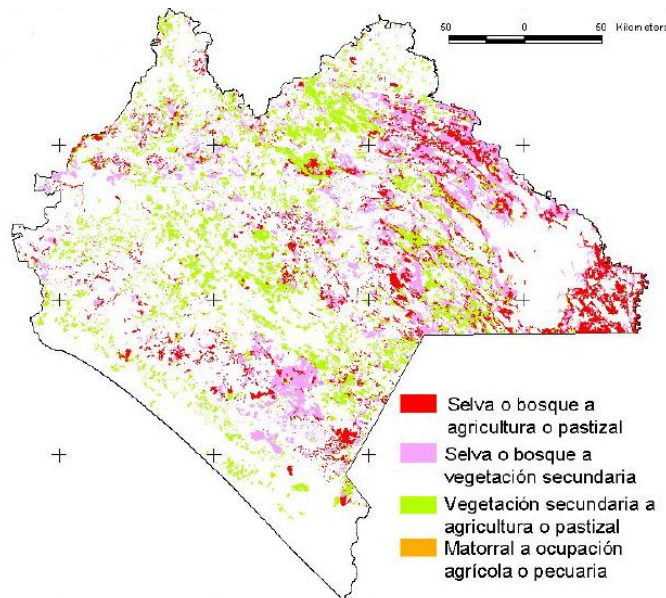 50 0 50 Kilometers
Selva o bosque a
agricultura o pastizal
Selva o bosque a
vegetación secundaria
Vegetación secundaria a
agricultura o pastizal
Matorral a ocupación
agrícola o pecuaria